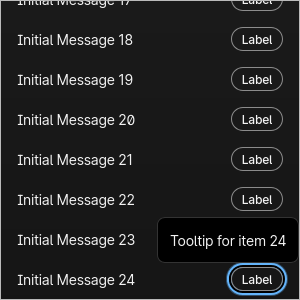 Initial Message 17 Label
Initial Message 18 Label
Initial Message 19 Label
Initial Message 20 Label
Initial Message 21 Label
Initial Message 22 Label
Initial Message 23
Tooltip for item 24
Initial Message 24 Label